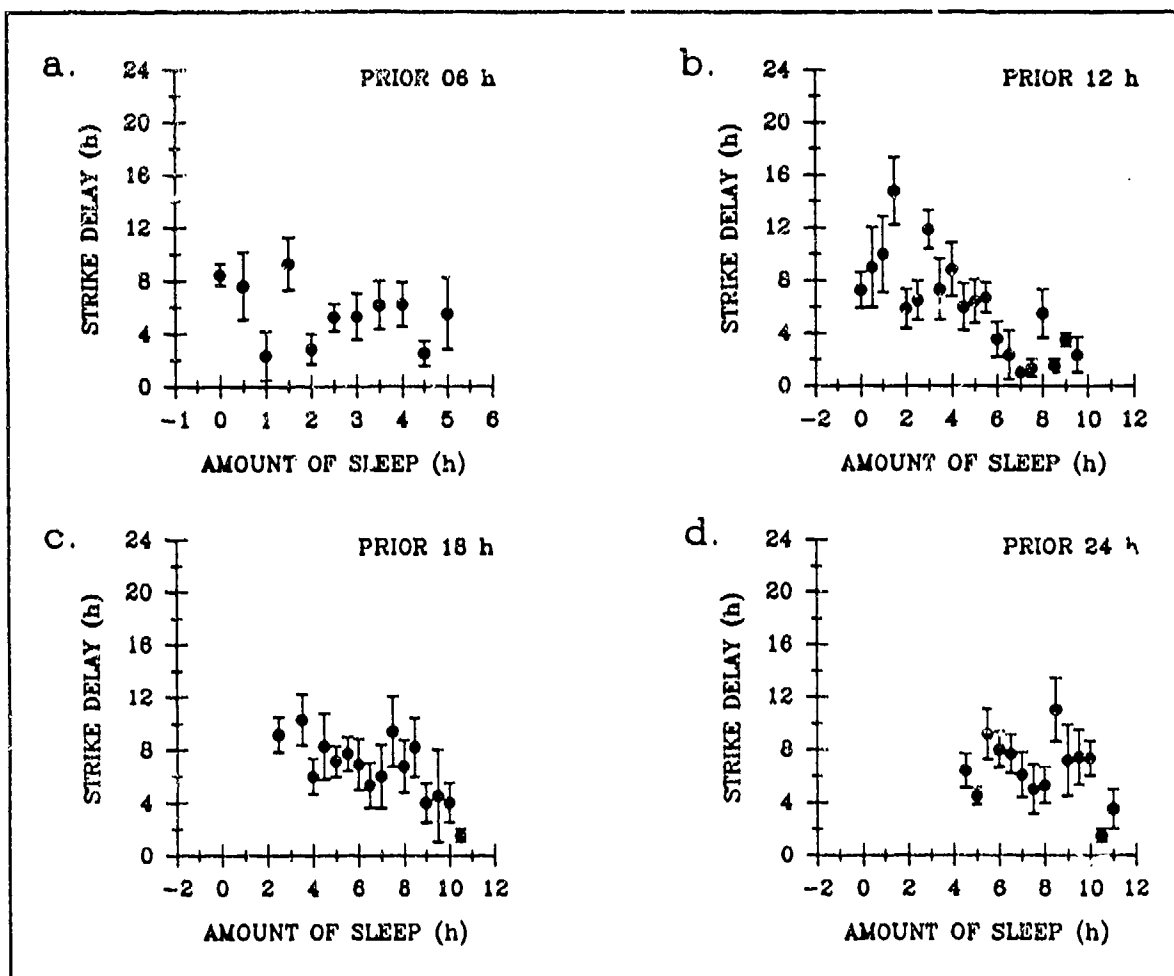 a.
PRIOR 06 h
STRIKE DELAY (h)
24
20
16
12
8
4
0
-1 0 1 2 3 4 5 6
AMOUNT OF SLEEP (h)
b.
PRIOR 12 h
STRIKE DELAY (h)
24
20
16
12
8
4
0
-2 0 2 4 6 8 10 12
AMOUNT OF SLEEP (h)
c.
PRIOR 18 h
STRIKE DELAY (h)
24
20
16
12
8
4
0
-2 0 2 4 6 8 10 12
AMOUNT OF SLEEP (h)
d.
PRIOR 24 h
STRIKE DELAY (h)
24
20
16
12
8
4
0
-2 0 2 4 6 8 10 12
AMOUNT OF SLEEP (h)